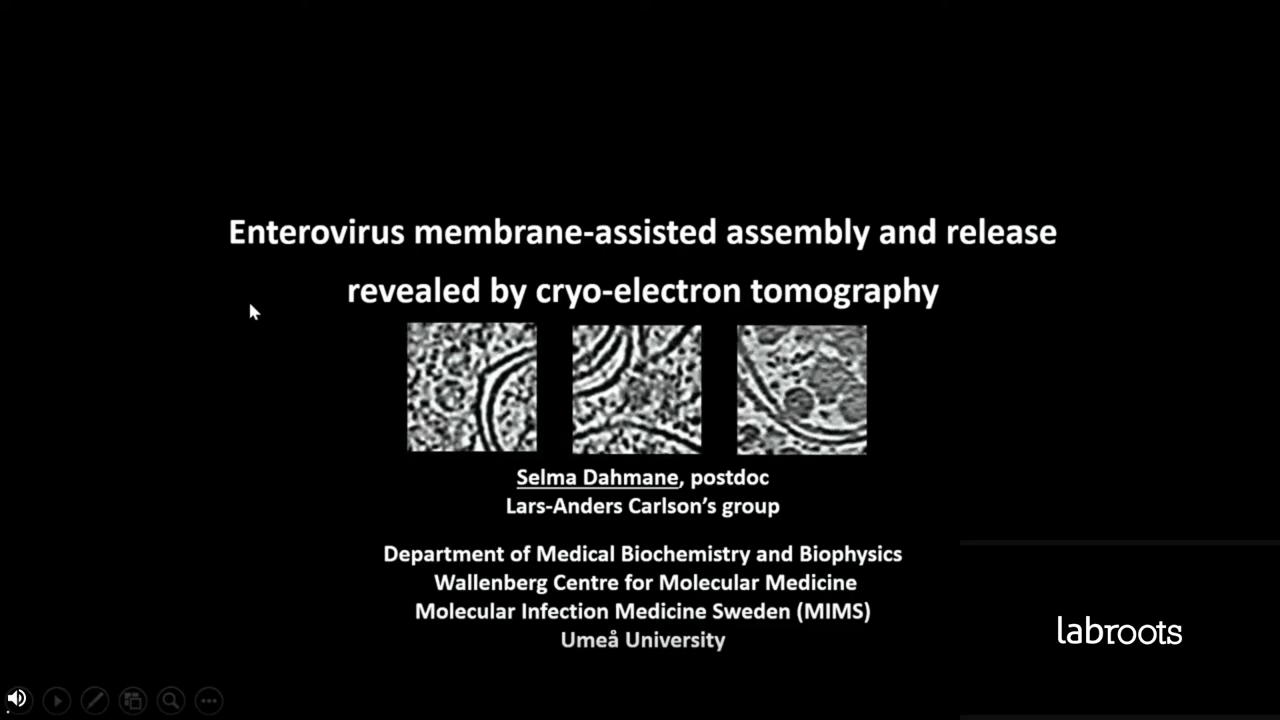 Enterovirus membrane-assisted assembly and release
revealed by cryo-electron tomography
Selma Dahmane, postdoc
Lars-Anders Carlson's group
Department of Medical Biochemistry and Biophysics
Wallenberg Centre for Molecular Medicine
Molecular Infection Medicine Sweden (MIMS)
Umeå University
labroots